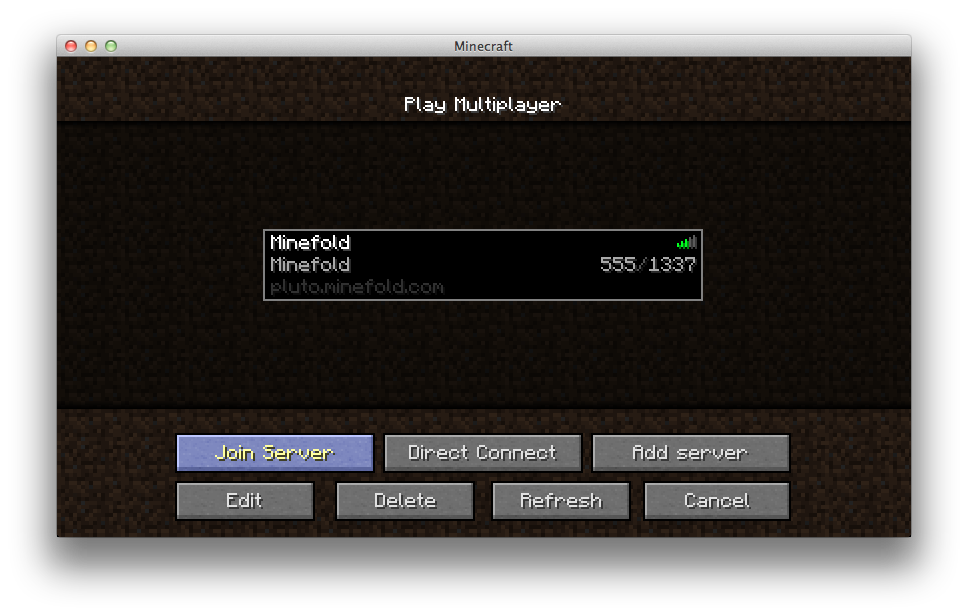 Minecraft
Play Multiplayer
Minefold
Minefold 555/1337
pluto.minefold.com
Join Server Direct Connect Add server
Edit Delete Refresh Cancel